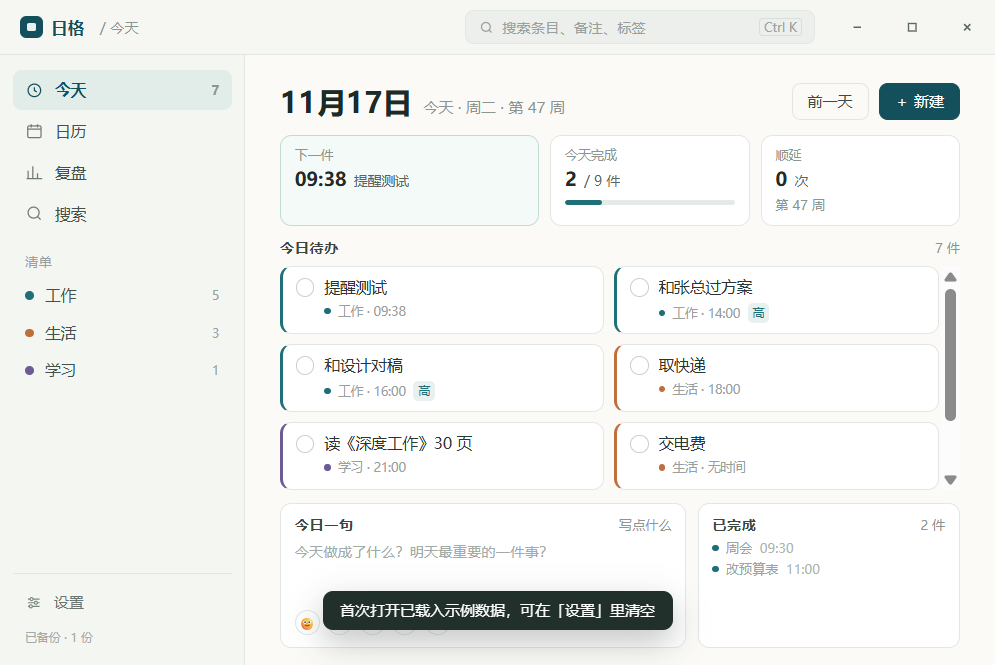 日格 / 今天
搜索条目、备注、标签 Ctrl K
今天 7
日历
复盘
搜索
清单
工作 5
生活 3
学习 1
设置
已备份 · 1 份
11月17日 今天 · 周二 · 第 47 周
前一天
+ 新建
下一件
09:38 提醒测试
今天完成
2 / 9 件
顺延
0 次
第 47 周
今日待办 7 件
提醒测试
工作 · 09:38
和张总过方案
工作 · 14:00 高
和设计对稿
工作 · 16:00 高
取快递
生活 · 18:00
读《深度工作》30 页
学习 · 21:00
交电费
生活 · 无时间
今日一句 写点什么
今天做成了什么？明天最重要的一件事？
已完成 2 件
周会 09:30
改预算表 11:00
首次打开已载入示例数据，可在「设置」里清空